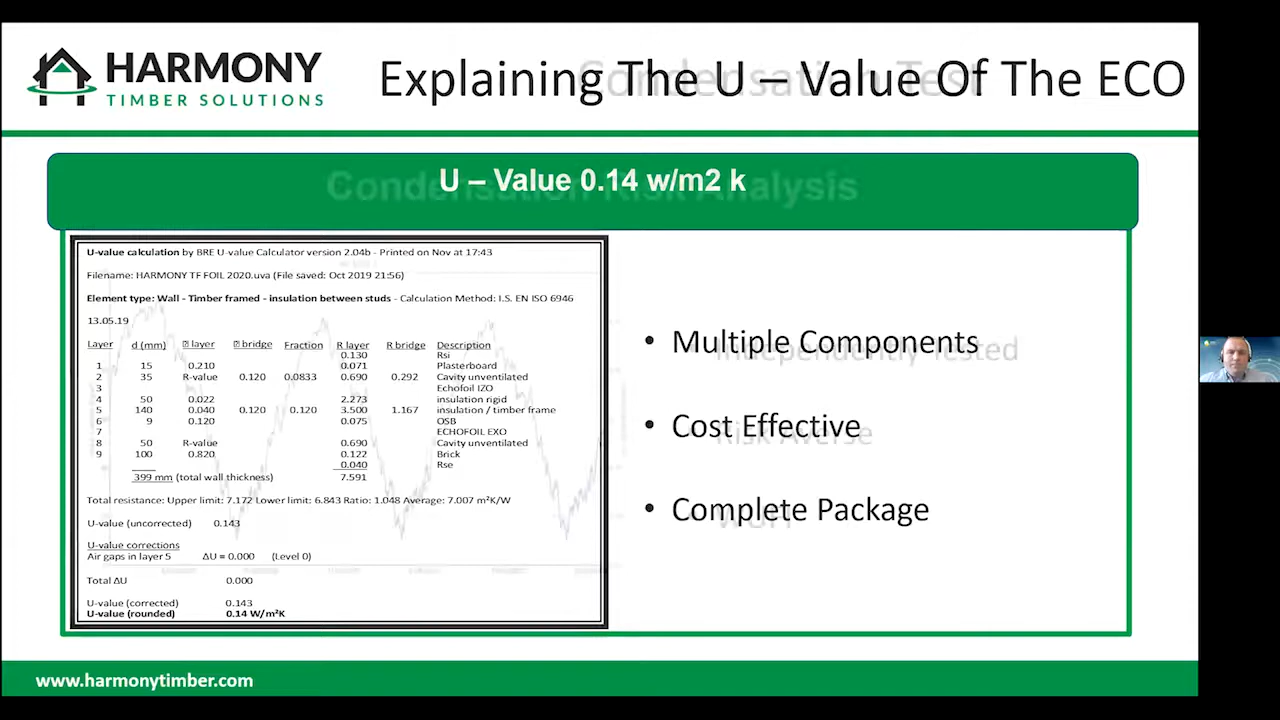 HARMONY
TIMBER SOLUTIONS
Explaining The U – Value Of The ECO
Condensation Test
U – Value 0.14 w/m2 k
Condensation Risk Analysis
U-value calculation by BRE U-value Calculator version 2.04b - Printed on Nov at 17:43
Filename: HARMONY TF FOIL 2020.uva (File saved: Oct 2019 21:56)
Element type: Wall - Timber framed - insulation between studs - Calculation Method: I.S. EN ISO 6946
13.05.19
Layer d (mm) layer bridge Fraction R layer R bridge Description
0.130 Rsi
1 15 0.210 0.071 Plasterboard
2 35 R-value 0.120 0.0833 0.690 0.292 Cavity unventilated
3 Echofoil IZO
4 50 0.022 2.273 insulation rigid
5 140 0.040 0.120 0.120 3.500 1.167 insulation / timber frame
6 9 0.120 0.075 OSB
7 ECHOFOIL EXO
8 50 R-value 0.690 Cavity unventilated
9 100 0.820 0.122 Brick
0.040 Rse
399 mm (total wall thickness) 7.591
Total resistance: Upper limit: 7.172 Lower limit: 6.843 Ratio: 1.048 Average: 7.007 m²K/W
U-value (uncorrected) 0.143
U-value corrections
Air gaps in layer 5 ΔU = 0.000 (Level 0)
Total ΔU 0.000
U-value (corrected) 0.143
U-value (rounded) 0.14 W/m²K
• Multiple Components
Independently Tested
• Cost Effective
Risk Averse
• Complete Package
www.harmonytimber.com